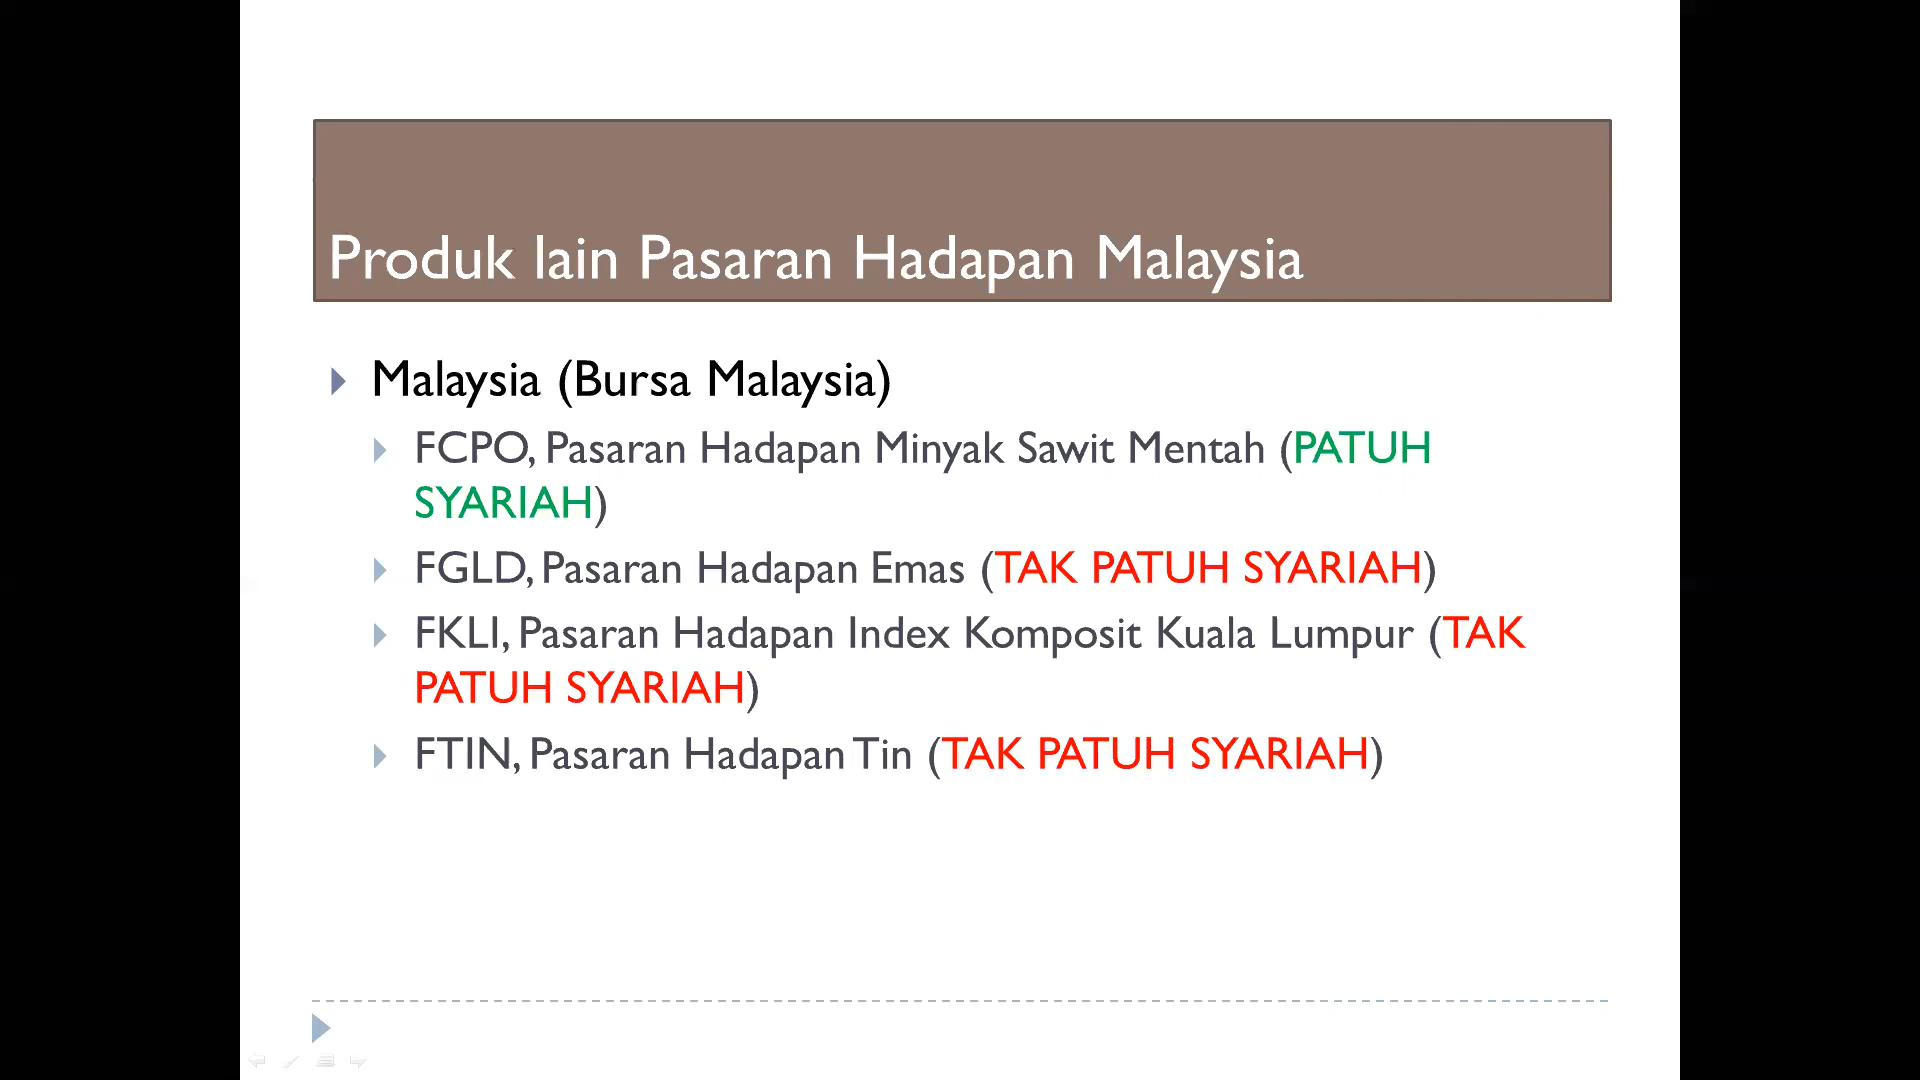 Produk lain Pasaran Hadapan Malaysia
Malaysia (Bursa Malaysia)
FCPO, Pasaran Hadapan Minyak Sawit Mentah (PATUH
SYARIAH)
FGLD, Pasaran Hadapan Emas (TAK PATUH SYARIAH)
FKLI, Pasaran Hadapan Index Komposit Kuala Lumpur (TAK
PATUH SYARIAH)
FTIN, Pasaran Hadapan Tin (TAK PATUH SYARIAH)